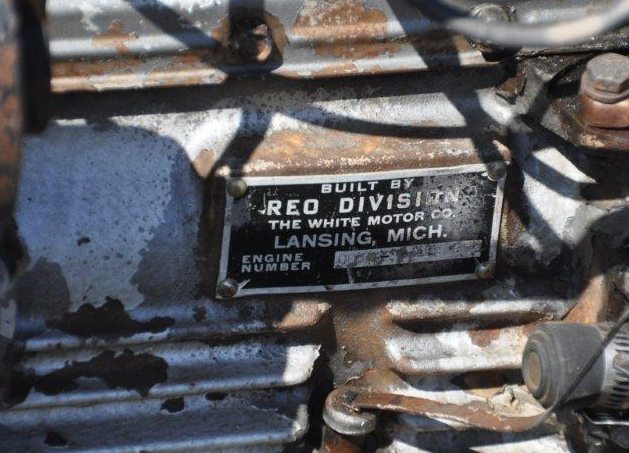 BUILT BY
REO DIVISION
THE WHITE MOTOR CO.
LANSING, MICH.
ENGINE
NUMBER